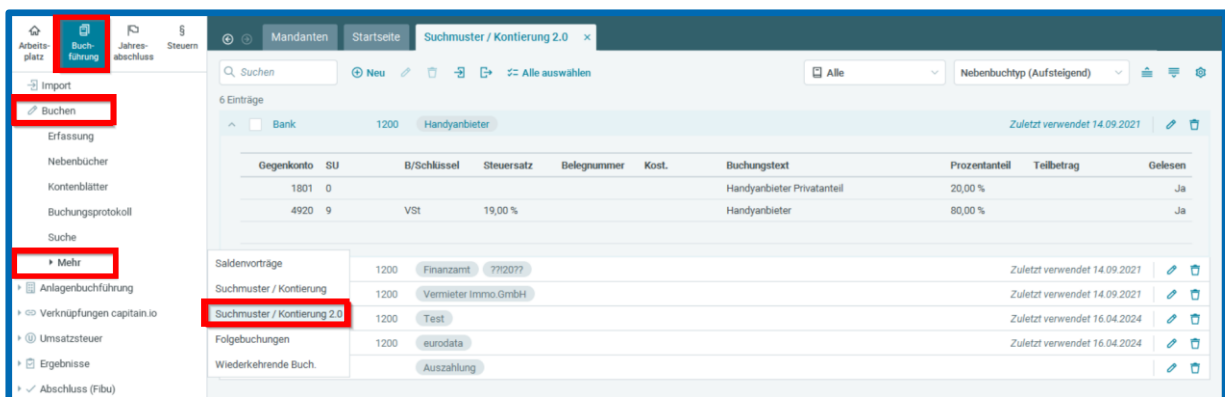 Arbeits-
platz
Buch-
führung
Jahres-
abschluss
Steuern
Mandanten Startseite Suchmuster / Kontierung 2.0 ×
Suchen Neu Alle auswählen Alle Nebenbuchtyp (Aufsteigend)
6 Einträge
Import
Buchen
Erfassung
Nebenbücher
Kontenblätter
Buchungsprotokoll
Suche
Mehr
Anlagenbuchführung
Verknüpfungen capitain.io
Umsatzsteuer
Ergebnisse
Abschluss (Fibu)
Bank 1200 Handyanbieter Zuletzt verwendet 14.09.2021
Gegenkonto SU B/Schlüssel Steuersatz Belegnummer Kost. Buchungstext Prozentanteil Teilbetrag Gelesen
1801 0 Handyanbieter Privatanteil 20,00 % Ja
4920 9 VSt 19,00 % Handyanbieter 80,00 % Ja
Saldenvorträge
Suchmuster / Kontierung
Suchmuster / Kontierung 2.0
Folgebuchungen
Wiederkehrende Buch.
1200 Finanzamt ??!20?? Zuletzt verwendet 14.09.2021
1200 Vermieter Immo.GmbH Zuletzt verwendet 14.09.2021
1200 Test Zuletzt verwendet 16.04.2024
1200 eurodata Zuletzt verwendet 16.04.2024
Auszahlung